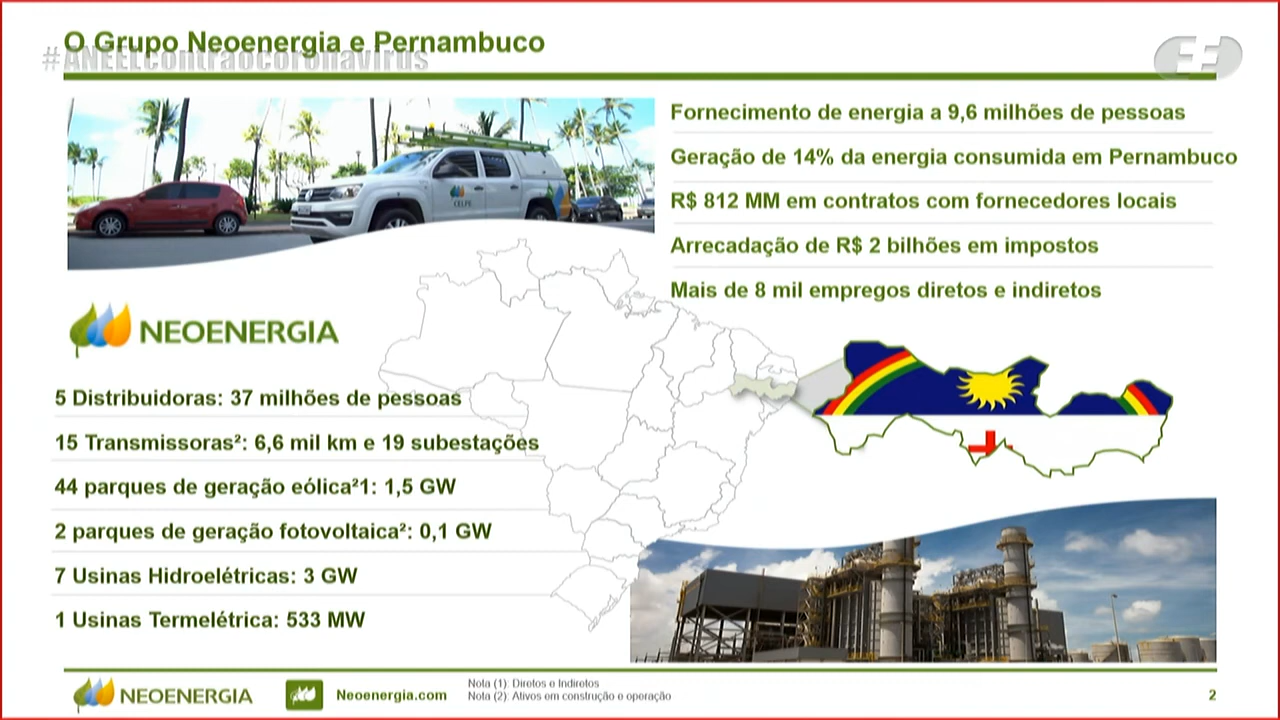 O Grupo Neoenergia e Pernambuco
#ANEELcontraocoronavírus
Fornecimento de energia a 9,6 milhões de pessoas
Geração de 14% da energia consumida em Pernambuco
R$ 812 MM em contratos com fornecedores locais
Arrecadação de R$ 2 bilhões em impostos
Mais de 8 mil empregos diretos e indiretos
CELPE
NEOENERGIA
5 Distribuidoras: 37 milhões de pessoas
15 Transmissoras²: 6,6 mil km e 19 subestações
44 parques de geração eólica²1: 1,5 GW
2 parques de geração fotovoltaica²: 0,1 GW
7 Usinas Hidroelétricas: 3 GW
1 Usinas Termelétrica: 533 MW
NEOENERGIA
Neoenergia.com
Nota (1): Diretos e Indiretos
Nota (2): Ativos em construção e operação
2